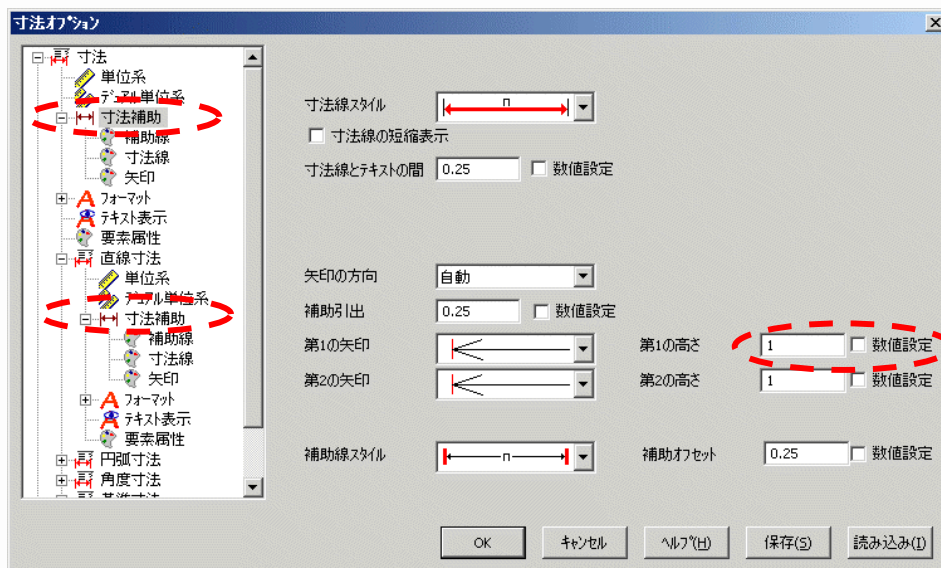 寸法ｵﾌﾟｼｮﾝ
寸法
単位系
ﾃﾞｭｱﾙ単位系
寸法補助
補助線
寸法線
矢印
ﾌｫｰﾏｯﾄ
ﾃｷｽﾄ表示
要素属性
直線寸法
単位系
ﾃﾞｭｱﾙ単位系
寸法補助
補助線
寸法線
矢印
ﾌｫｰﾏｯﾄ
ﾃｷｽﾄ表示
要素属性
円弧寸法
角度寸法
基準寸法
寸法線ｽﾀｲﾙ n
寸法線の短縮表示
寸法線とﾃｷｽﾄの間 0.25 数値設定
矢印の方向 自動
補助引出 0.25 数値設定
第1の矢印 第1の高さ 1 数値設定
第2の矢印 第2の高さ 1 数値設定
補助線ｽﾀｲﾙ n 補助ｵﾌｾｯﾄ 0.25 数値設定
OK ｷｬﾝｾﾙ ﾍﾙﾌﾟ(H) 保存(S) 読み込み(I)